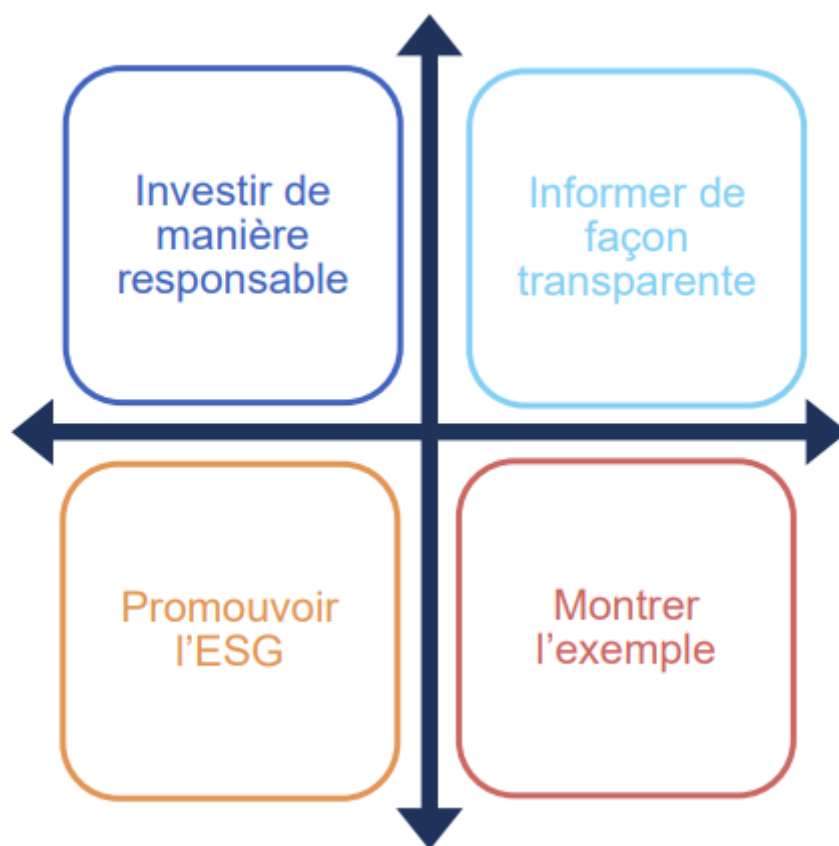 Investir de
manière
responsable
Informer de
façon
transparente
Promouvoir
l’ESG
Montrer
l’exemple